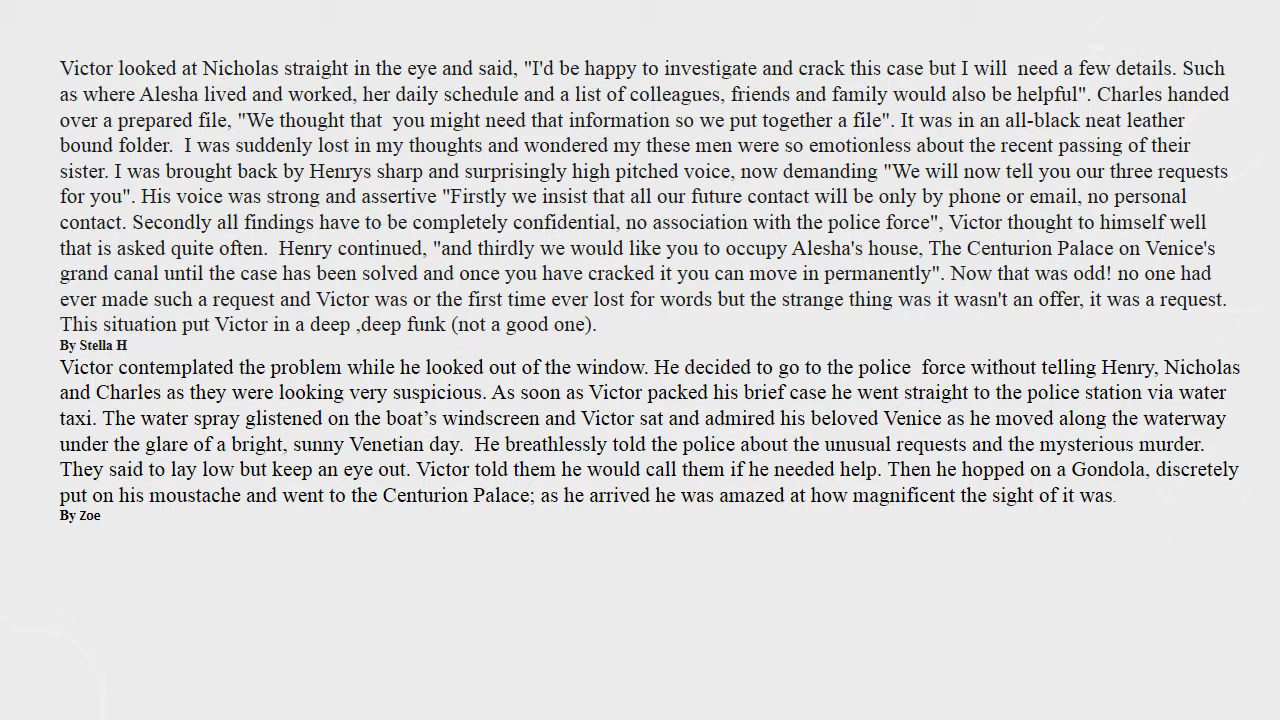 Victor looked at Nicholas straight in the eye and said, "I'd be happy to investigate and crack this case but I will  need a few details. Such
as where Alesha lived and worked, her daily schedule and a list of colleagues, friends and family would also be helpful". Charles handed
over a prepared file, "We thought that  you might need that information so we put together a file". It was in an all-black neat leather
bound folder.  I was suddenly lost in my thoughts and wondered my these men were so emotionless about the recent passing of their
sister. I was brought back by Henrys sharp and surprisingly high pitched voice, now demanding "We will now tell you our three requests
for you". His voice was strong and assertive "Firstly we insist that all our future contact will be only by phone or email, no personal
contact. Secondly all findings have to be completely confidential, no association with the police force", Victor thought to himself well
that is asked quite often.  Henry continued, "and thirdly we would like you to occupy Alesha's house, The Centurion Palace on Venice's
grand canal until the case has been solved and once you have cracked it you can move in permanently". Now that was odd! no one had
ever made such a request and Victor was or the first time ever lost for words but the strange thing was it wasn't an offer, it was a request.
This situation put Victor in a deep ,deep funk (not a good one).
By Stella H
Victor contemplated the problem while he looked out of the window. He decided to go to the police  force without telling Henry, Nicholas
and Charles as they were looking very suspicious. As soon as Victor packed his brief case he went straight to the police station via water
taxi. The water spray glistened on the boat’s windscreen and Victor sat and admired his beloved Venice as he moved along the waterway
under the glare of a bright, sunny Venetian day.  He breathlessly told the police about the unusual requests and the mysterious murder.
They said to lay low but keep an eye out. Victor told them he would call them if he needed help. Then he hopped on a Gondola, discretely
put on his moustache and went to the Centurion Palace; as he arrived he was amazed at how magnificent the sight of it was.
By Zoe